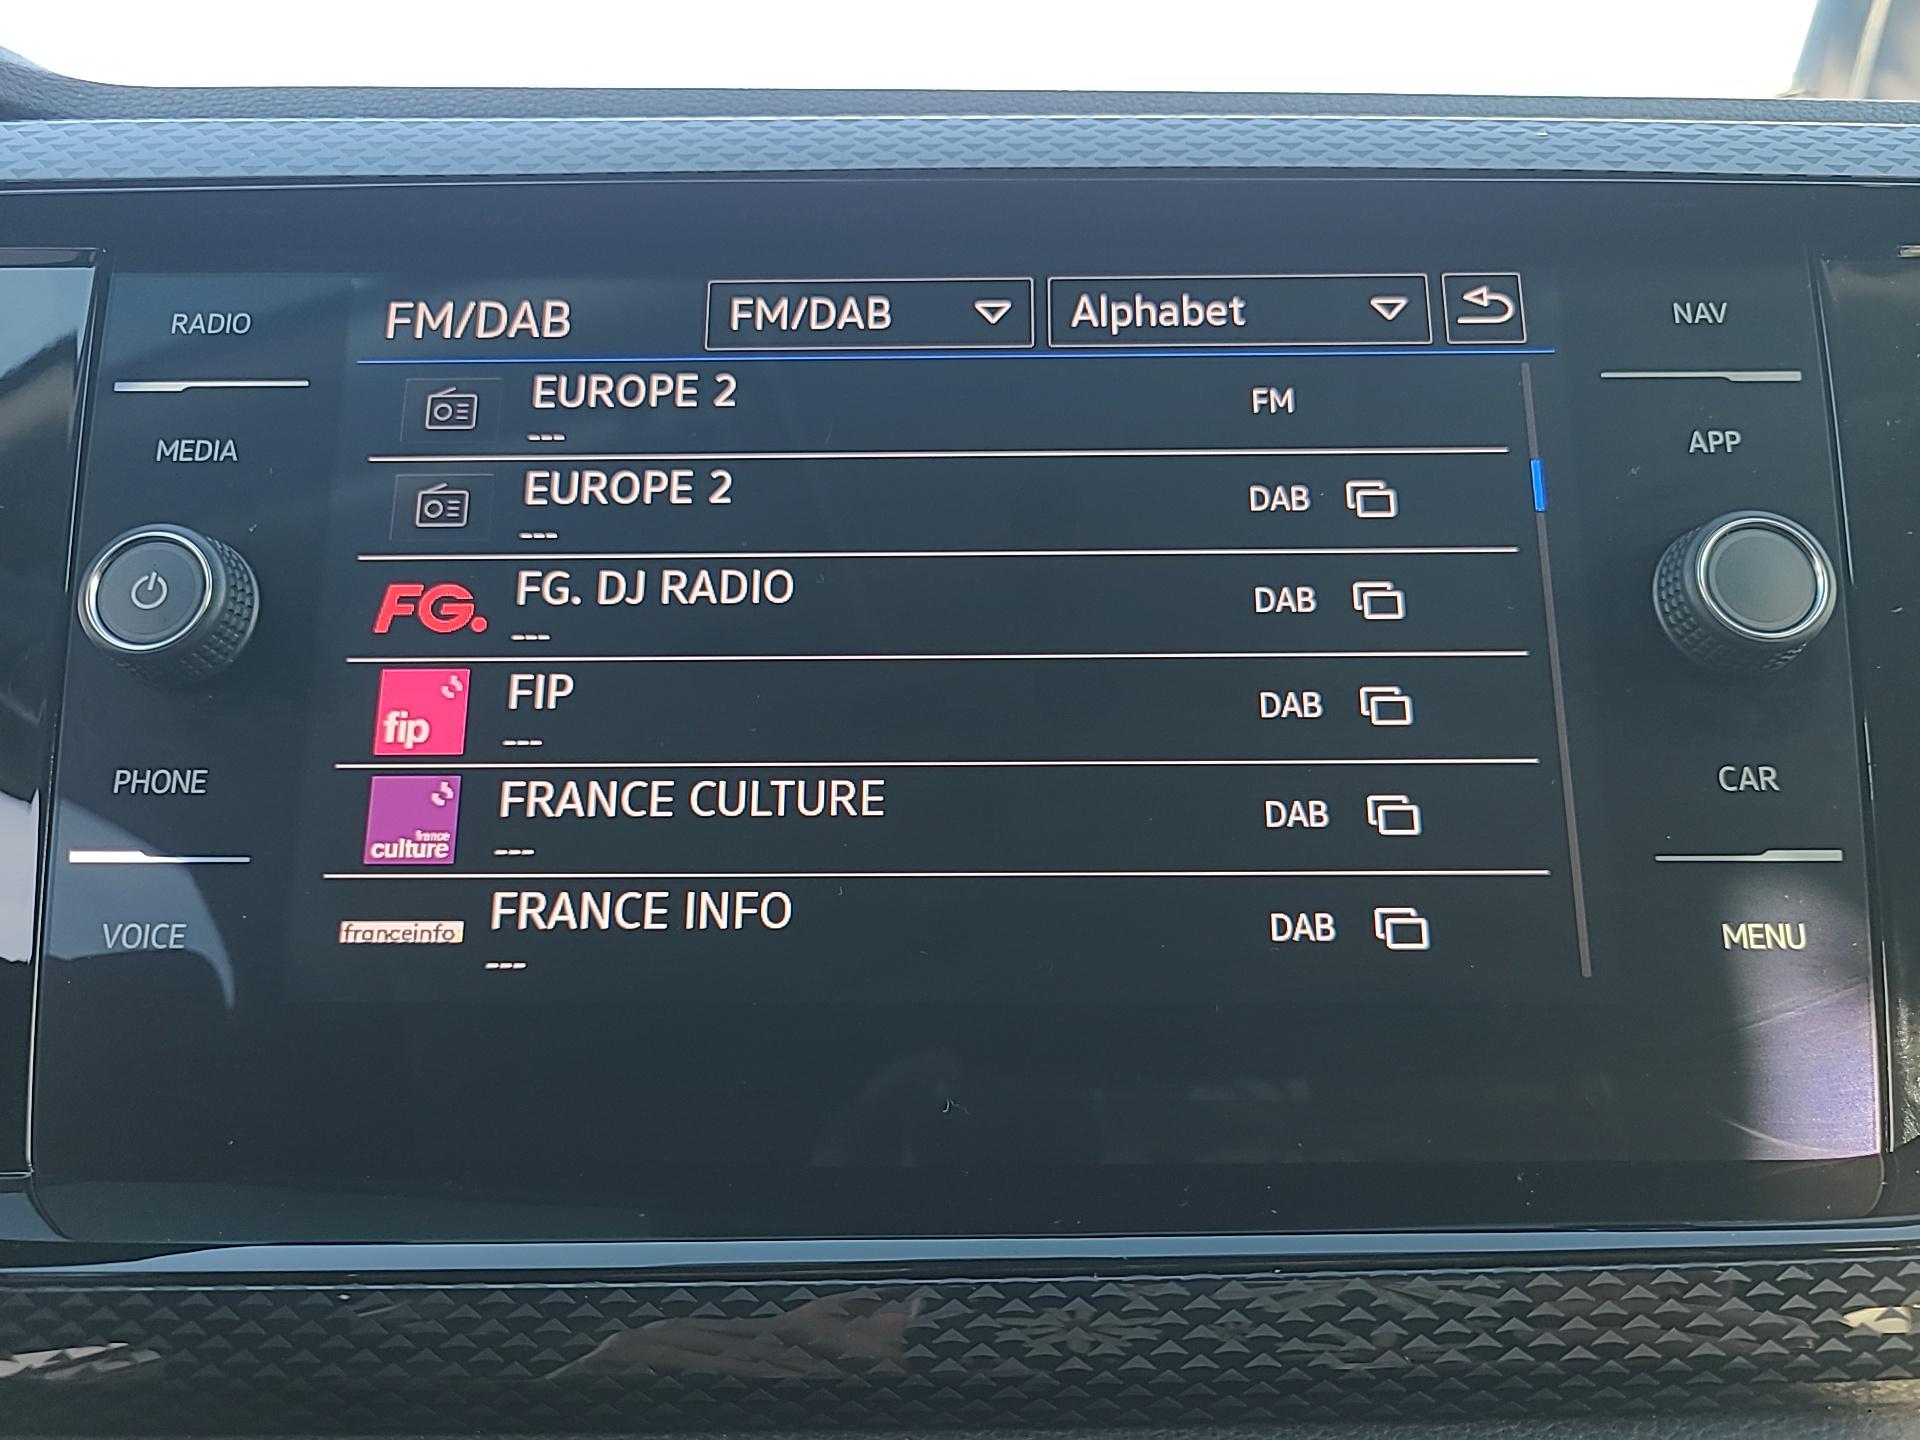 RADIO
MEDIA
PHONE
VOICE
FM/DAB FM/DAB Alphabet
EUROPE 2 FM
---
EUROPE 2 DAB
---
FG. FG. DJ RADIO DAB
---
fip FIP DAB
---
france culture FRANCE CULTURE DAB
---
franceinfo FRANCE INFO DAB
---
NAV
APP
CAR
MENU